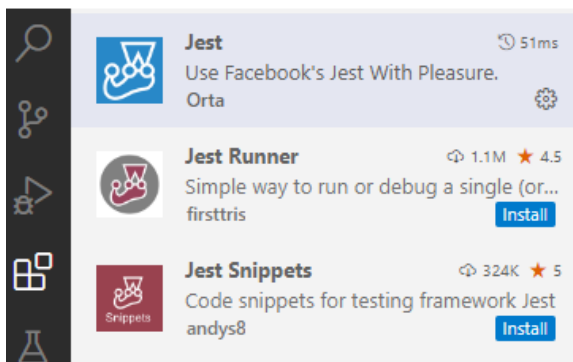 Jest 51ms
Use Facebook's Jest With Pleasure.
Orta
Jest Runner 1.1M ★ 4.5
Simple way to run or debug a single (or...
firsttris Install
Jest Snippets 324K ★ 5
Code snippets for testing framework Jest
Snippets
andys8 Install